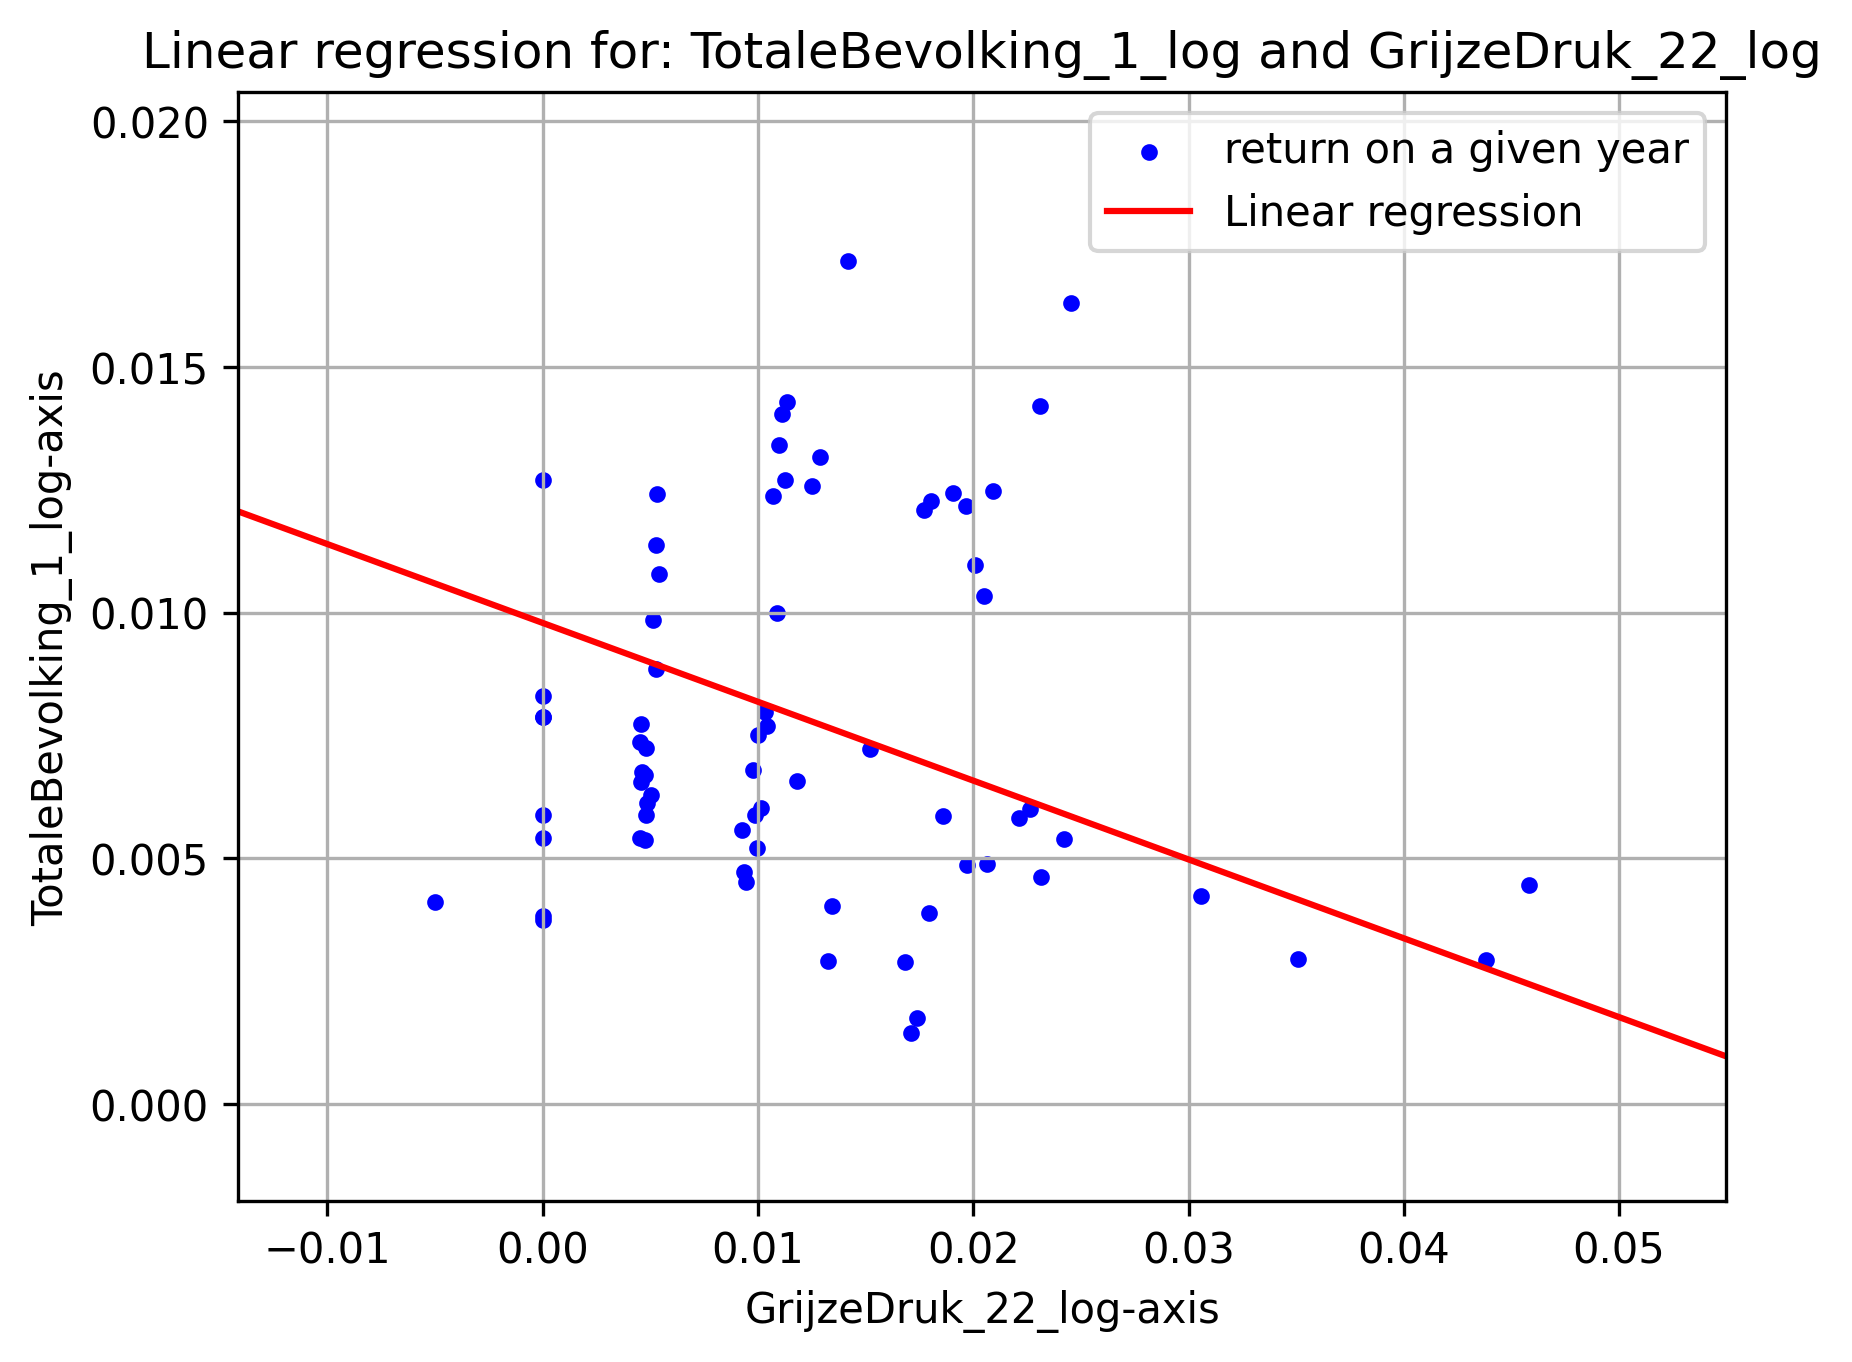 Linear regression for: TotaleBevolking_1_log and GrijzeDruk_22_log
return on a given year
Linear regression
TotaleBevolking_1_log-axis
0.020
0.015
0.010
0.005
0.000
−0.01 0.00 0.01 0.02 0.03 0.04 0.05
GrijzeDruk_22_log-axis